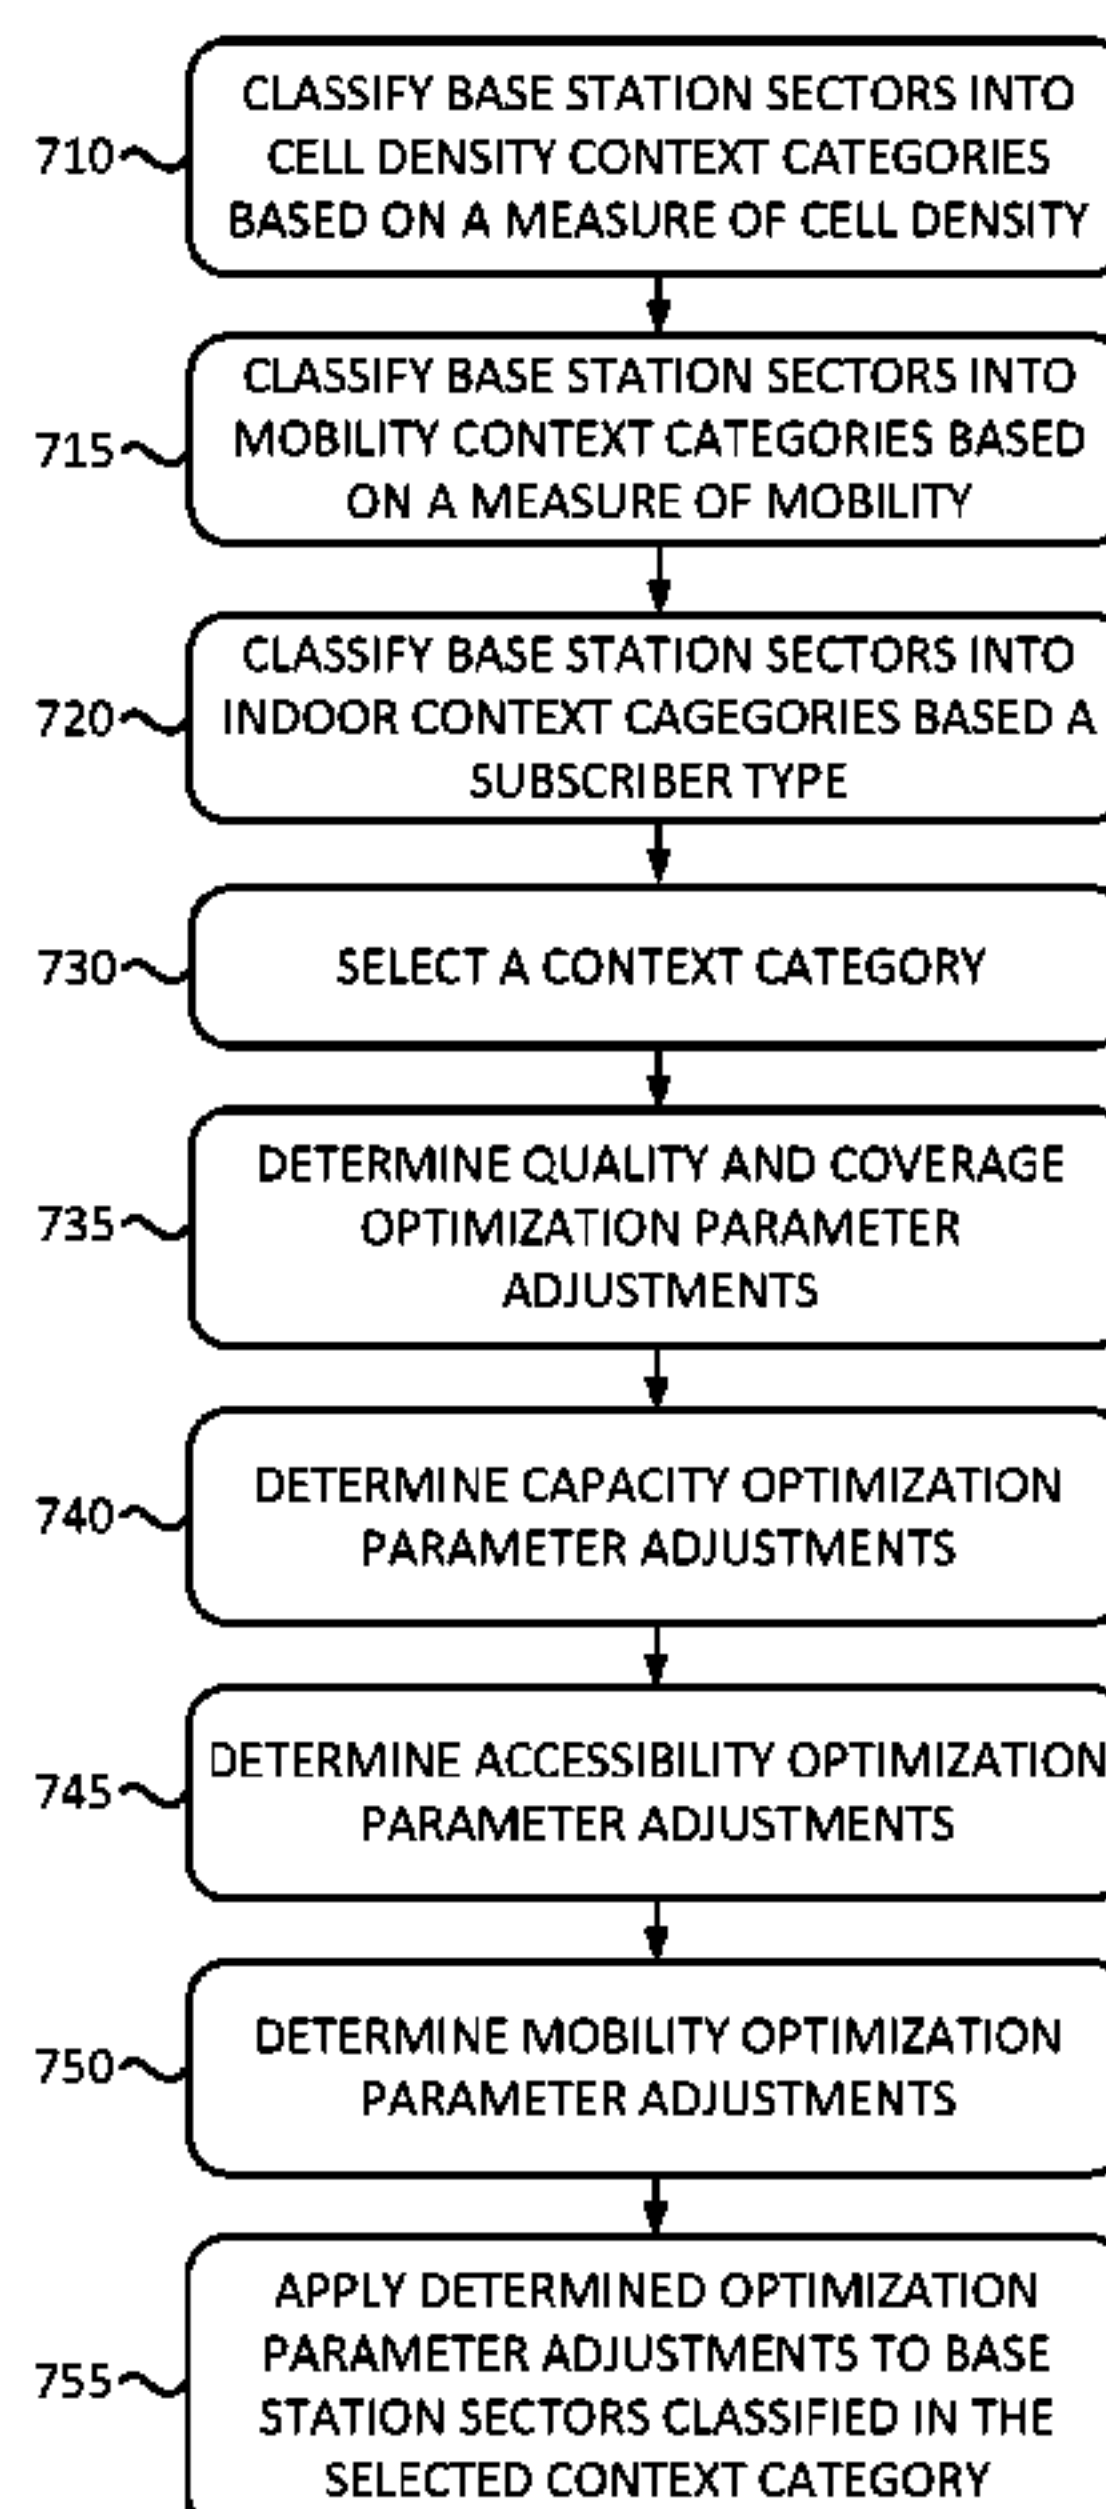 710
CLASSIFY BASE STATION SECTORS INTO
CELL DENSITY CONTEXT CATEGORIES
BASED ON A MEASURE OF CELL DENSITY
715
CLASSIFY BASE STATION SECTORS INTO
MOBILITY CONTEXT CATEGORIES BASED
ON A MEASURE OF MOBILITY
720
CLASSIFY BASE STATION SECTORS INTO
INDOOR CONTEXT CAGEGORIES BASED A
SUBSCRIBER TYPE
730
SELECT A CONTEXT CATEGORY
735
DETERMINE QUALITY AND COVERAGE
OPTIMIZATION PARAMETER
ADJUSTMENTS
740
DETERMINE CAPACITY OPTIMIZATION
PARAMETER ADJUSTMENTS
745
DETERMINE ACCESSIBILITY OPTIMIZATION
PARAMETER ADJUSTMENTS
750
DETERMINE MOBILITY OPTIMIZATION
PARAMETER ADJUSTMENTS
755
APPLY DETERMINED OPTIMIZATION
PARAMETER ADJUSTMENTS TO BASE
STATION SECTORS CLASSIFIED IN THE
SELECTED CONTEXT CATEGORY